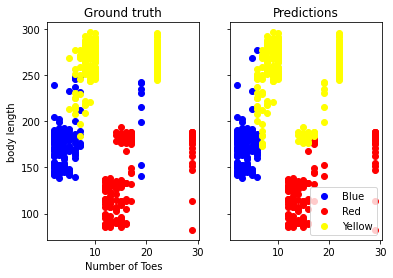 Ground truth
Predictions
300
250
200
150
100
body length
10
20
30
Number of Toes
10
20
30
Blue
Red
Yellow